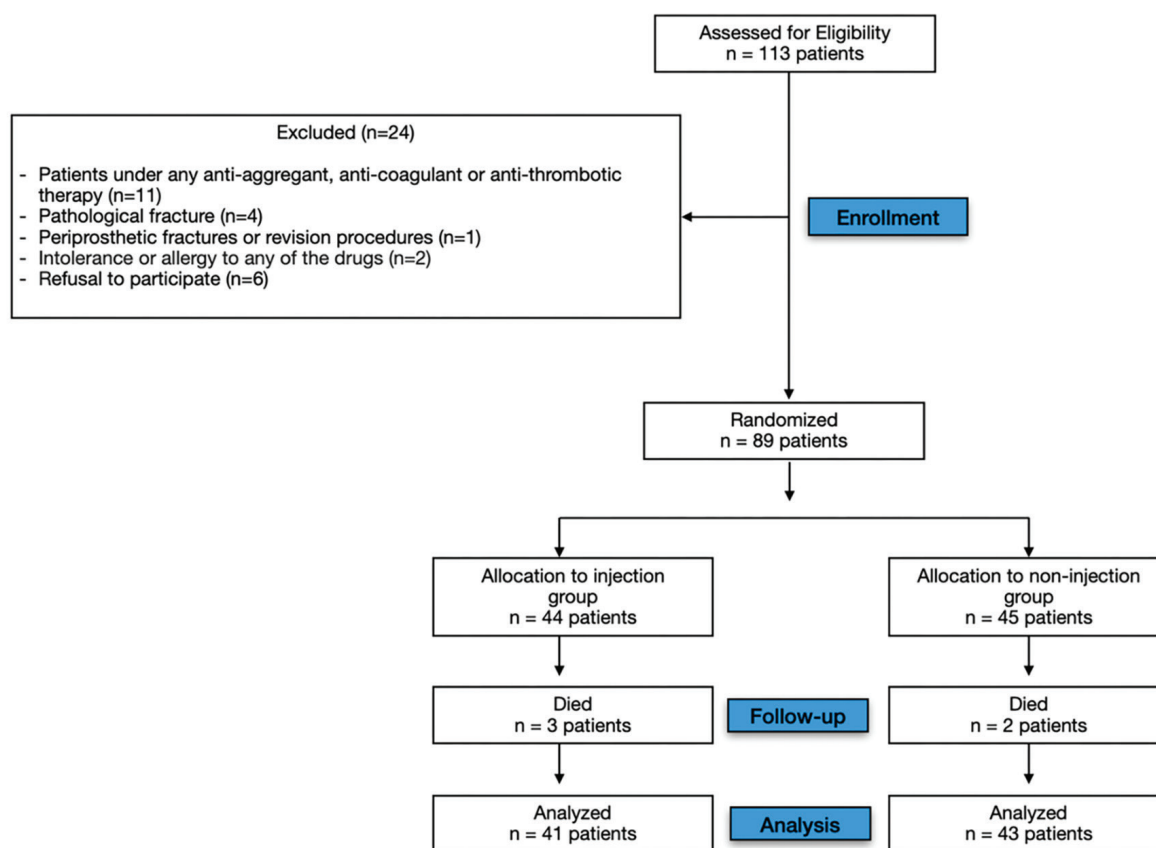 Assessed for Eligibility
n = 113 patients
Excluded (n=24)
- Patients under any anti-aggregant, anti-coagulant or anti-thrombotic
therapy (n=11)
- Pathological fracture (n=4)
- Periprosthetic fractures or revision procedures (n=1)
- Intolerance or allergy to any of the drugs (n=2)
- Refusal to participate (n=6)
Enrollment
Randomized
n = 89 patients
Allocation to injection
group
n = 44 patients
Allocation to non-injection
group
n = 45 patients
Died
n = 3 patients
Follow-up
Died
n = 2 patients
Analyzed
n = 41 patients
Analysis
Analyzed
n = 43 patients